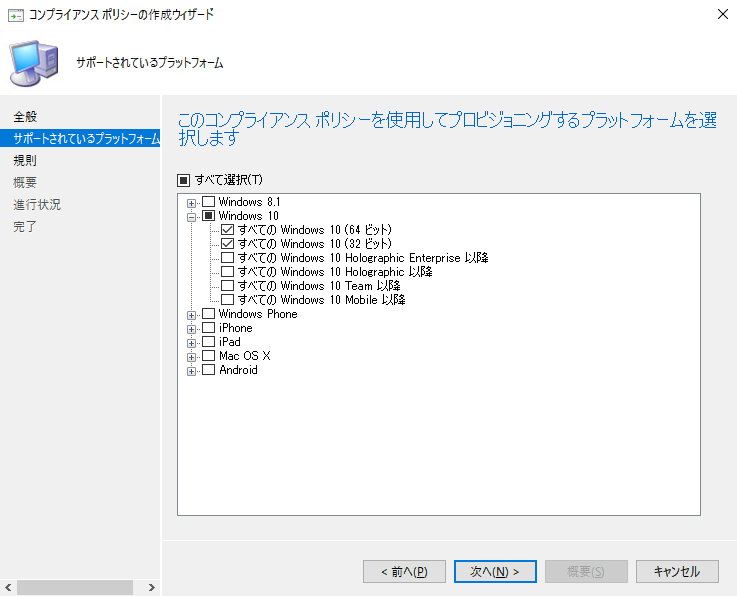 コンプライアンス ポリシーの作成ウィザード
サポートされているプラットフォーム
全般
サポートされているプラットフォーム
規則
概要
進行状況
完了
このコンプライアンス ポリシーを使用してプロビジョニングするプラットフォームを選
択します
すべて選択(T)
Windows 8.1
Windows 10
すべての Windows 10 (64 ビット)
すべての Windows 10 (32 ビット)
すべての Windows 10 Holographic Enterprise 以降
すべての Windows 10 Holographic 以降
すべての Windows 10 Team 以降
すべての Windows 10 Mobile 以降
Windows Phone
iPhone
iPad
Mac OS X
Android
< 前へ(P)
次へ(N) >
概要(S)
キャンセル